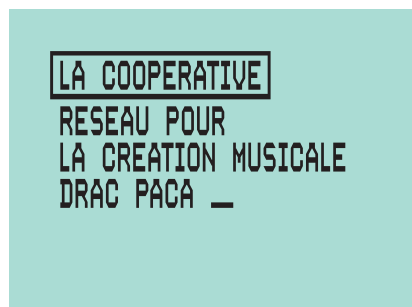 LA COOPERATIVE
RESEAU POUR
LA CREATION MUSICALE
DRAC PACA _